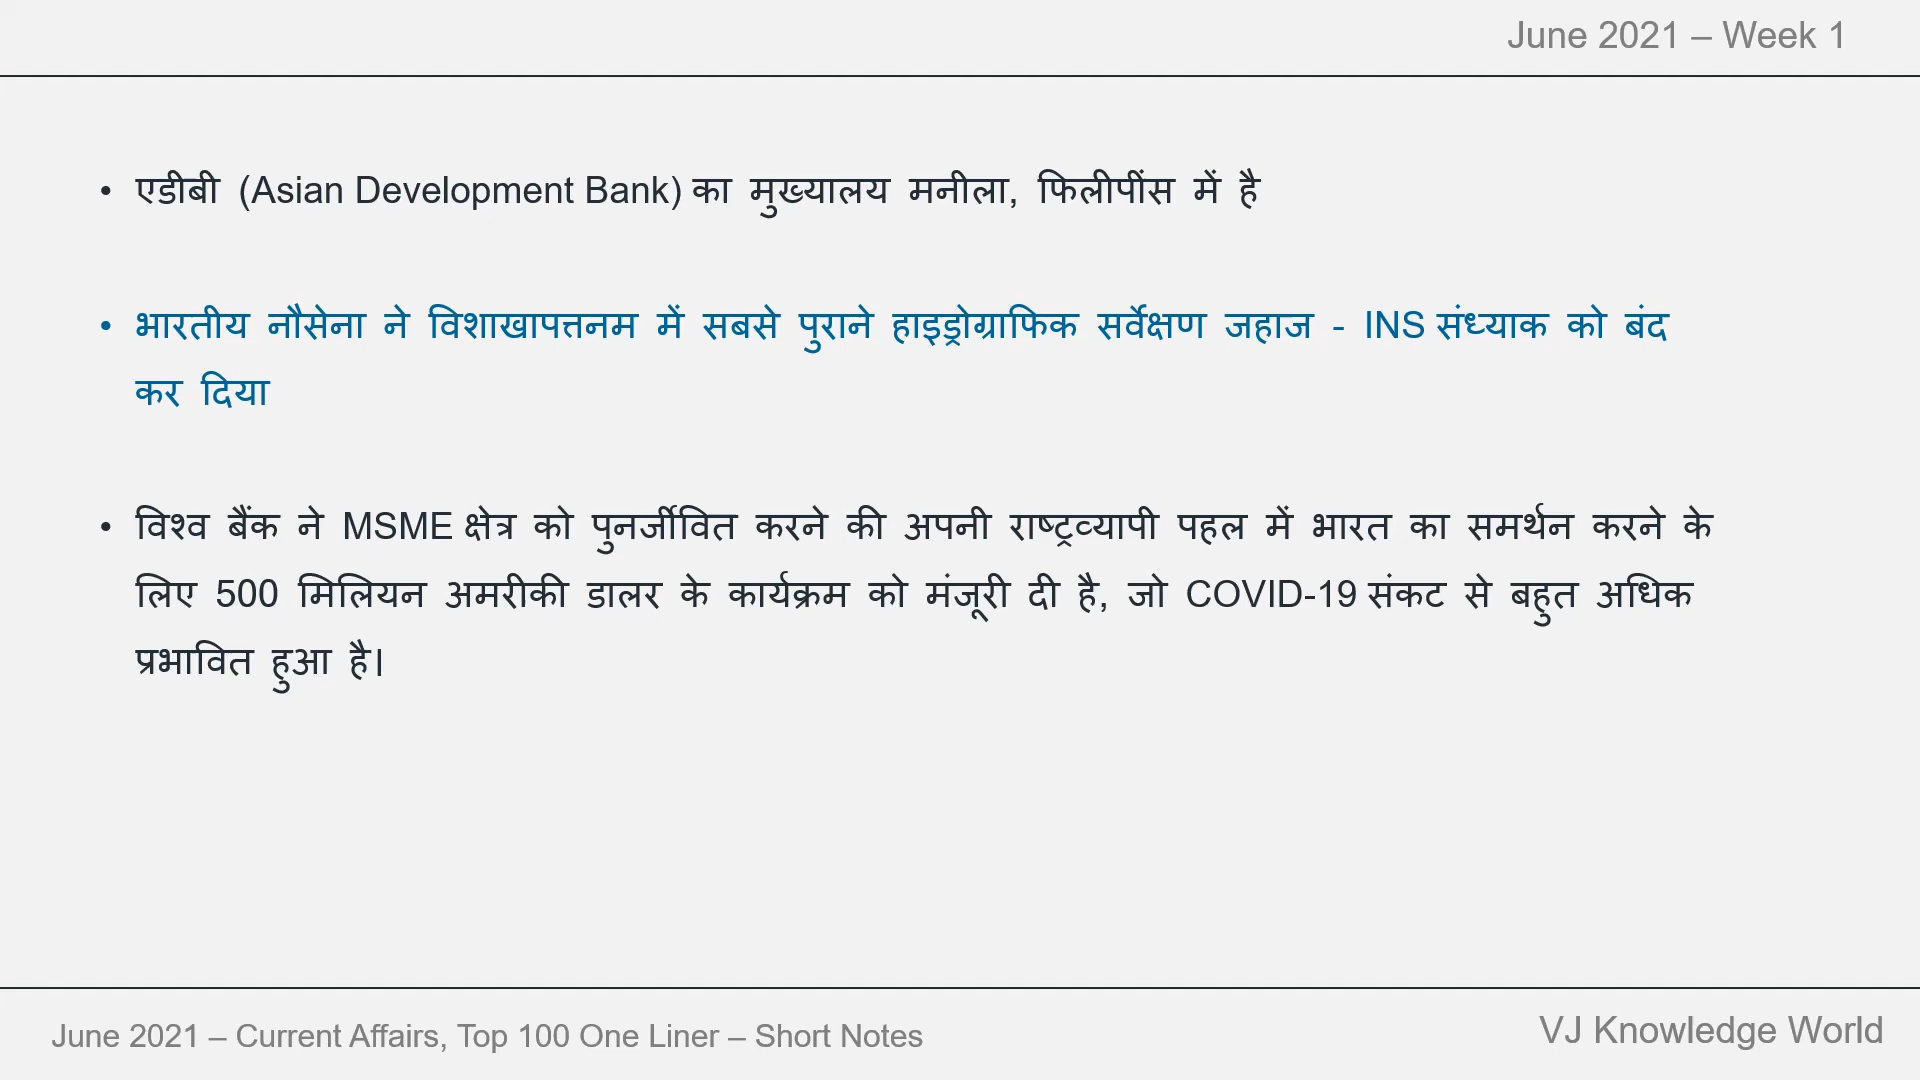 June 2021 – Week 1
• एडीबी (Asian Development Bank) का मुख्यालय मनीला, फिलीपींस में है
• भारतीय नौसेना ने विशाखापत्तनम में सबसे पुराने हाइड्रोग्राफिक सर्वेक्षण जहाज - INS संध्याक को बंद
कर दिया
• विश्व बैंक ने MSME क्षेत्र को पुनर्जीवित करने की अपनी राष्ट्रव्यापी पहल में भारत का समर्थन करने के
लिए 500 मिलियन अमरीकी डालर के कार्यक्रम को मंजूरी दी है, जो COVID-19 संकट से बहुत अधिक
प्रभावित हुआ है।
June 2021 – Current Affairs, Top 100 One Liner – Short Notes
VJ Knowledge World